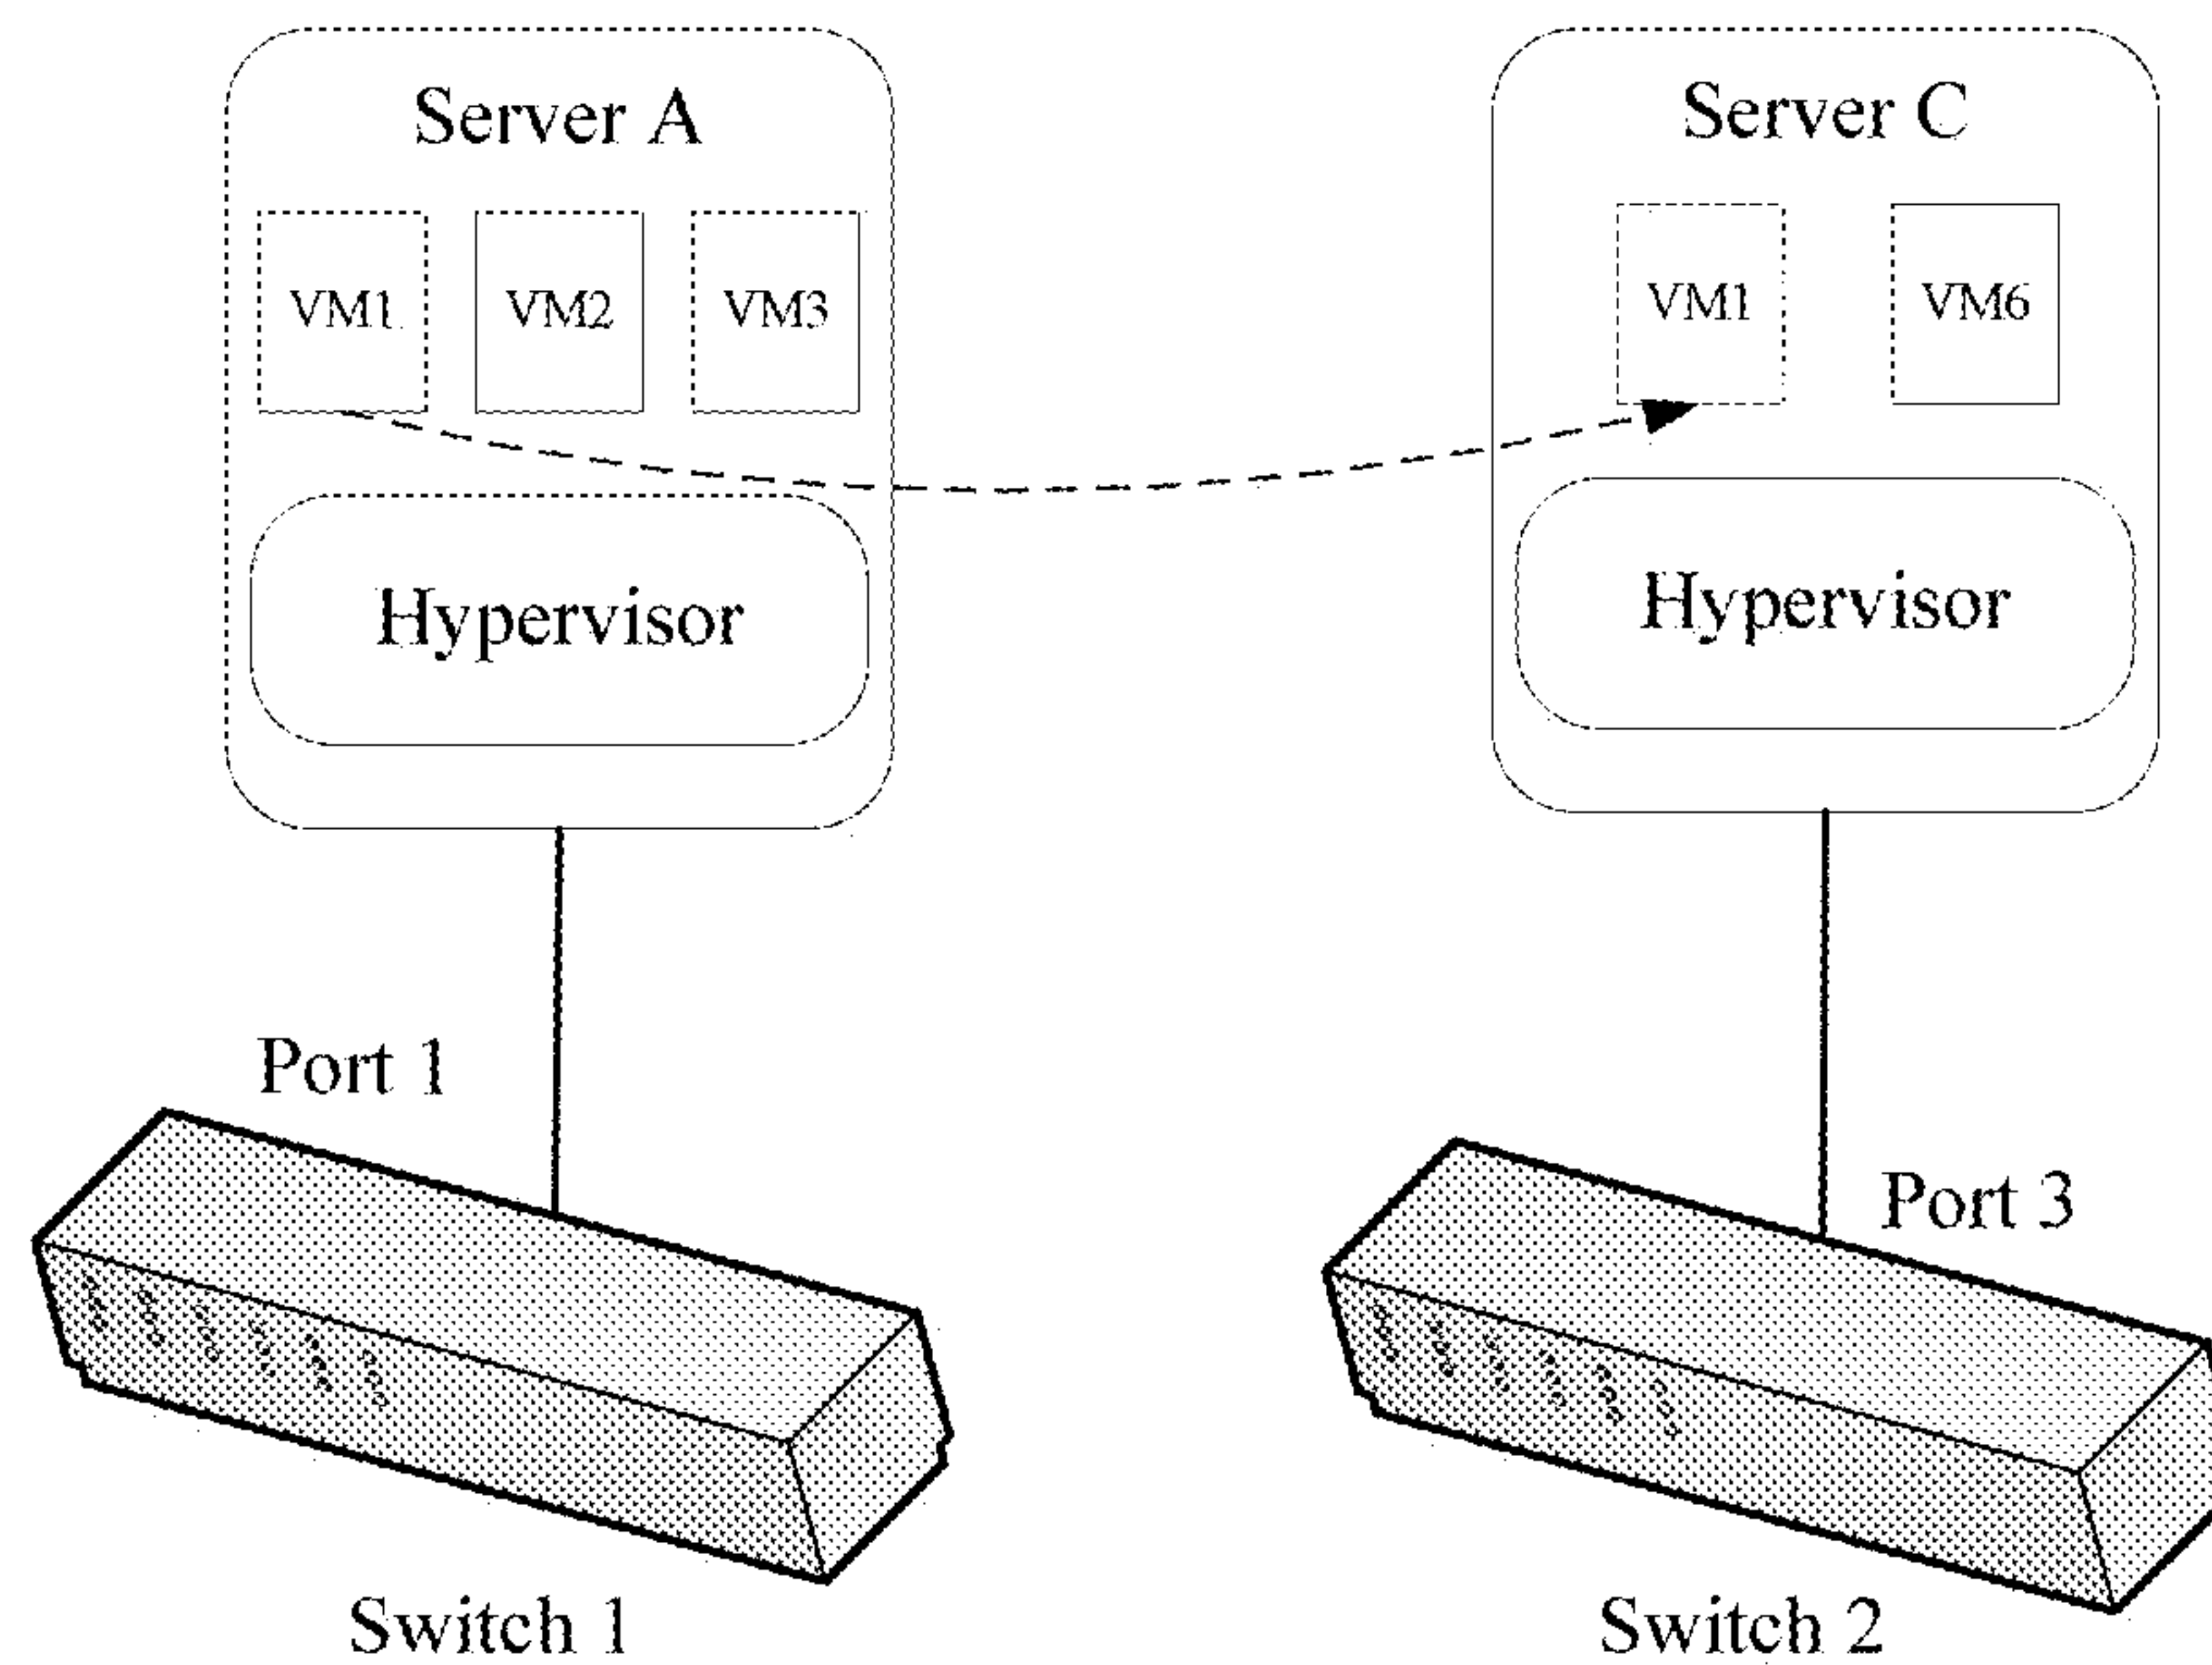 Server A
Server C
VM1
VM2
VM3
VM1
VM6
Hypervisor
Hypervisor
Port 1
Port 3
Switch 1
Switch 2